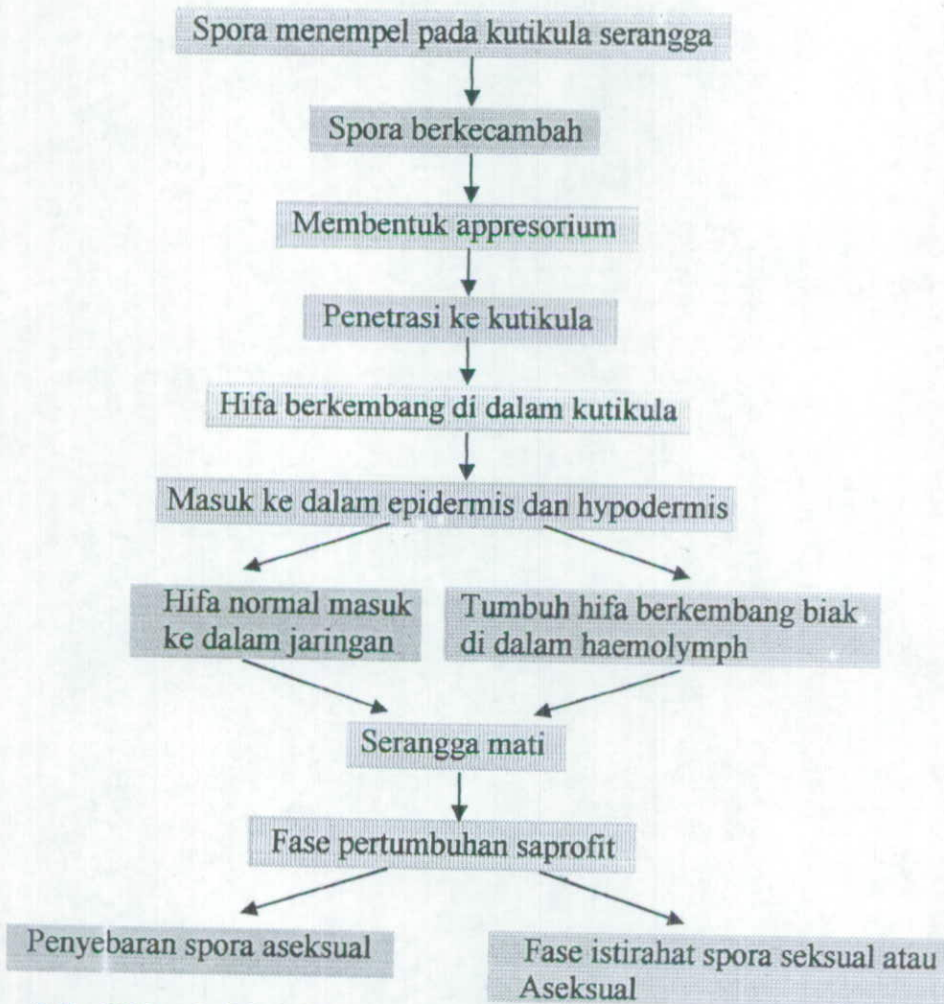 Spora menempel pada kutikula serangga
Spora berkecambah
Membentuk appresorium
Penetrasi ke kutikula
Hifa berkembang di dalam kutikula
Masuk ke dalam epidermis dan hypodermis
Hifa normal masuk
ke dalam jaringan
Tumbuh hifa berkembang biak
di dalam haemolymph
Serangga mati
Fase pertumbuhan saprofit
Penyebaran spora aseksual
Fase istirahat spora seksual atau
Aseksual